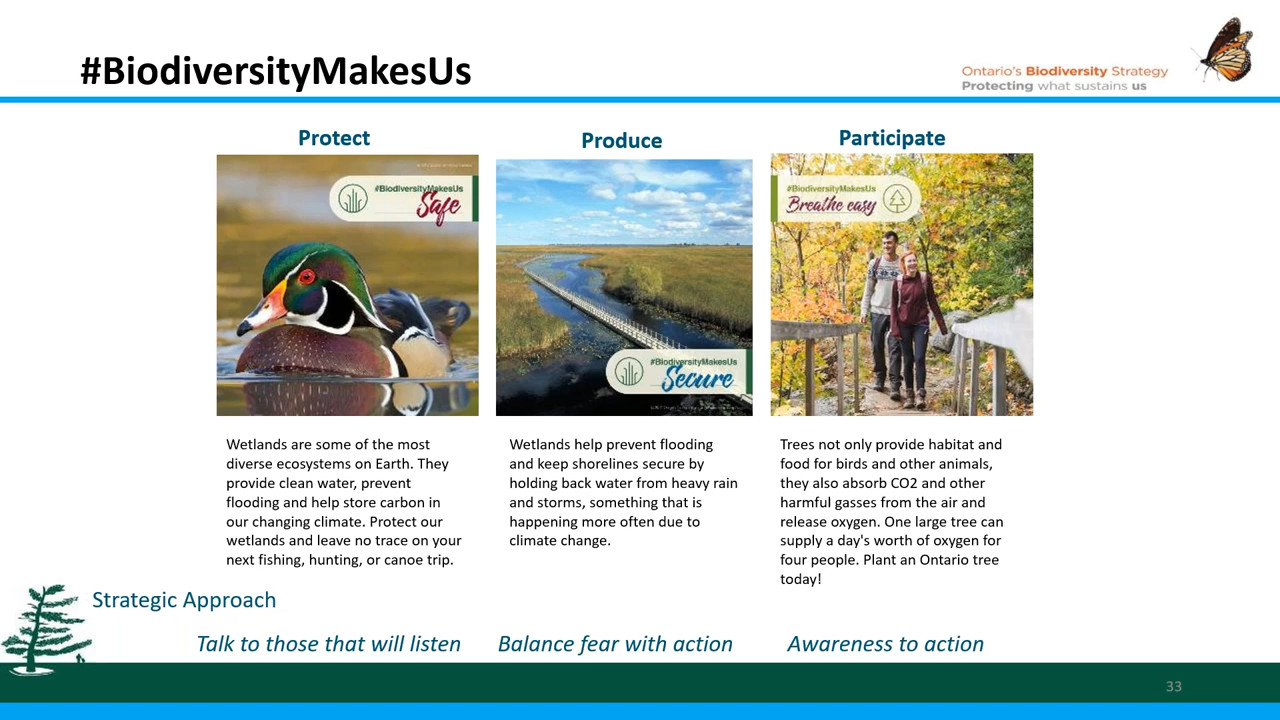 #BiodiversityMakesUs
Ontario's Biodiversity Strategy
Protecting what sustains us
Protect
#BiodiversityMakesUs
Safe
Wetlands are some of the most
diverse ecosystems on Earth. They
provide clean water, prevent
flooding and help store carbon in
our changing climate. Protect our
wetlands and leave no trace on your
next fishing, hunting, or canoe trip.
Produce
#BiodiversityMakesUs
Secure
Wetlands help prevent flooding
and keep shorelines secure by
holding back water from heavy rain
and storms, something that is
happening more often due to
climate change.
Participate
#BiodiversityMakesUs
Breathe easy
Trees not only provide habitat and
food for birds and other animals,
they also absorb CO2 and other
harmful gasses from the air and
release oxygen. One large tree can
supply a day's worth of oxygen for
four people. Plant an Ontario tree
today!
Strategic Approach
Talk to those that will listen
Balance fear with action
Awareness to action
33